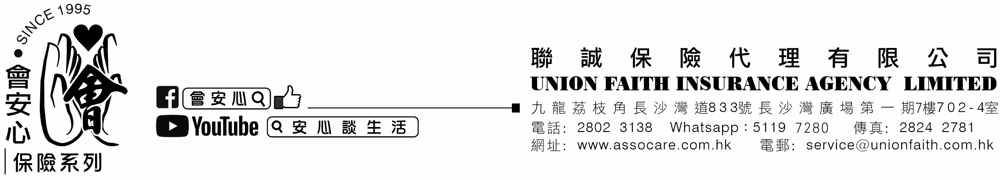 SINCE 1995
會安心
會
保險系列
會安心
YouTube
安心談生活
聯誠保險代理有限公司
UNION FAITH INSURANCE AGENCY LIMITED
九龍荔枝角長沙灣道833號長沙灣廣場第一期7樓702-4室
電話: 2802 3138 Whatsapp：5119 7280 傳真: 2824 2781
網址: www.assocare.com.hk 電郵: service@unionfaith.com.hk